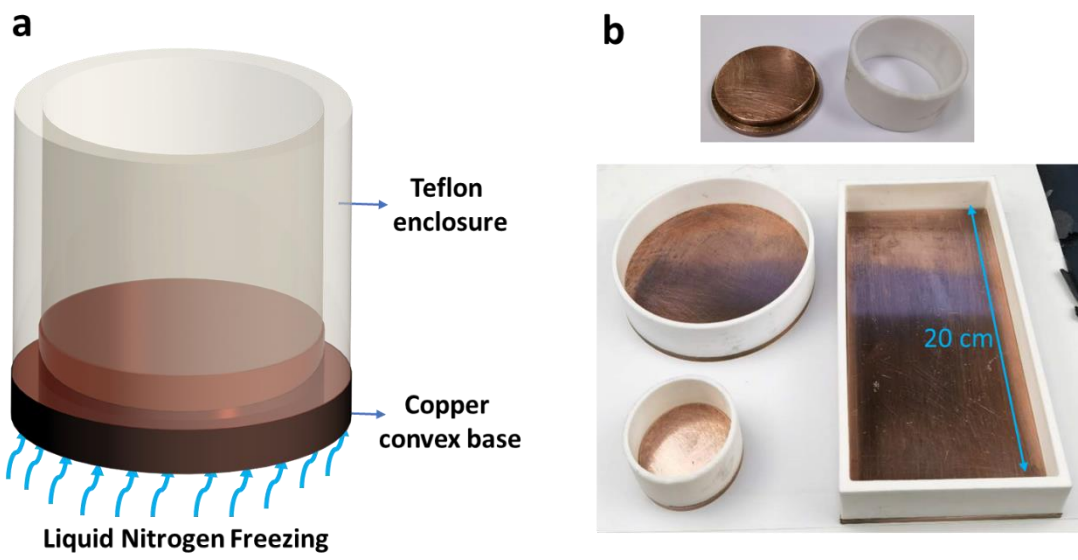 a
Teflon
enclosure
Copper
convex base
Liquid Nitrogen Freezing
b
20 cm